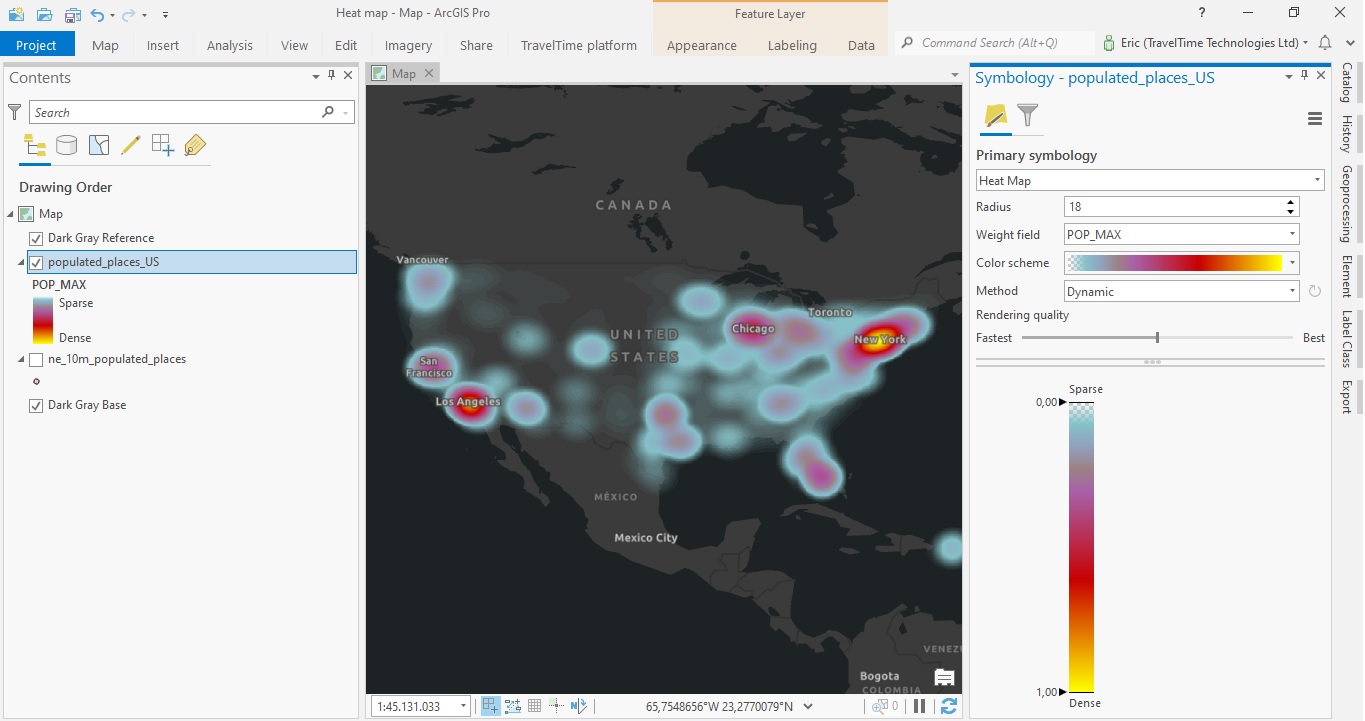 Heat map - Map - ArcGIS Pro
Feature Layer
?
Project
Map
Insert
Analysis
View
Edit
Imagery
Share
TravelTime platform
Appearance
Labeling
Data
Command Search (Alt+Q)
Eric (TravelTime Technologies Ltd)
Contents
Search
Drawing Order
Map
Dark Gray Reference
populated_places_US
POP_MAX
Sparse
Dense
ne_10m_populated_places
Dark Gray Base
Map
CANADA
Vancouver
Toronto
Chicago
UNITED
STATES
New York
San
Francisco
Los Angeles
MÉXICO
Mexico City
VENEZ
Bogota
COLOMBIA
1:45.131.033
65,7548656°W 23,2770079°N
0
Symbology - populated_places_US
Primary symbology
Heat Map
Radius
18
Weight field
POP_MAX
Color scheme
Method
Dynamic
Rendering quality
Fastest
Best
Sparse
0,00
1,00
Dense
Catalog
History
Geoprocessing
Element
Label Class
Export